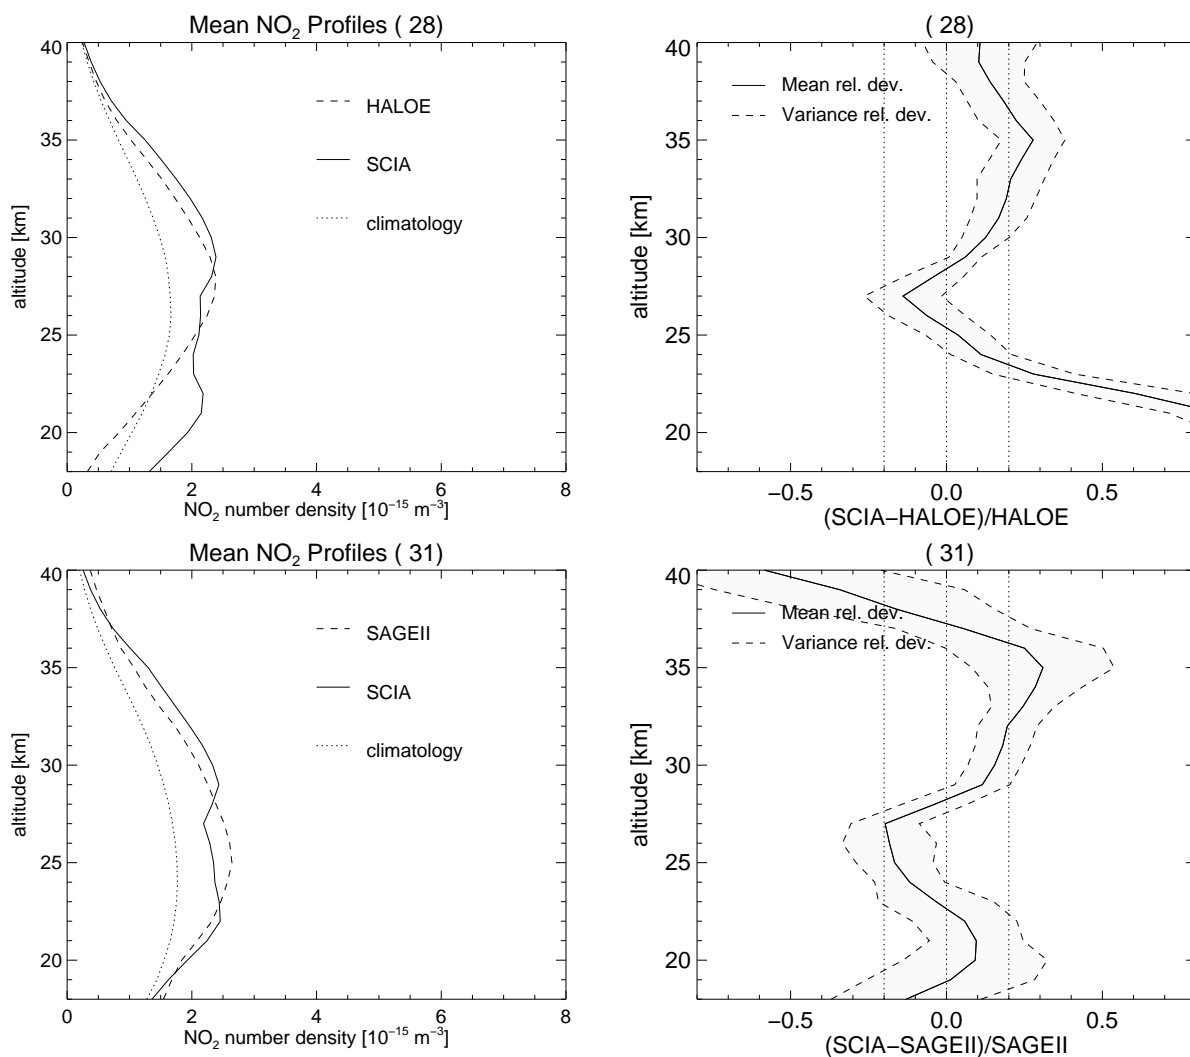 Mean NO₂ Profiles ( 28)
40
35
30
25
20
altitude [km]
HALOE
SCIA
climatology
0 2 4 6 8
NO₂ number density [10⁻¹⁵ m⁻³]
( 28)
40
35
30
25
20
altitude [km]
Mean rel. dev.
Variance rel. dev.
−0.5 0.0 0.5
(SCIA−HALOE)/HALOE
Mean NO₂ Profiles ( 31)
40
35
30
25
20
altitude [km]
SAGEII
SCIA
climatology
0 2 4 6 8
NO₂ number density [10⁻¹⁵ m⁻³]
( 31)
40
35
30
25
20
altitude [km]
Mean rel. dev.
Variance rel. dev.
−0.5 0.0 0.5
(SCIA−SAGEII)/SAGEII